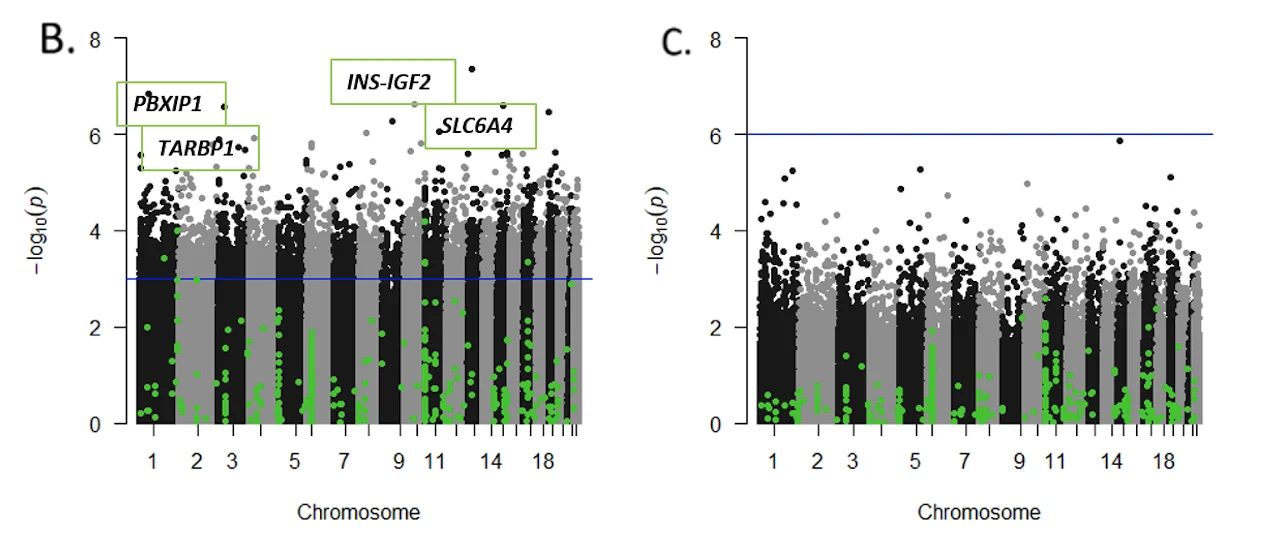 B.
8
6
4
2
0
−log10(p)
PBXIP1
TARBP1
INS-IGF2
SLC6A4
1 2 3 5 7 9 11 14 18
Chromosome
C.
8
6
4
2
0
−log10(p)
1 2 3 5 7 9 11 14 18
Chromosome